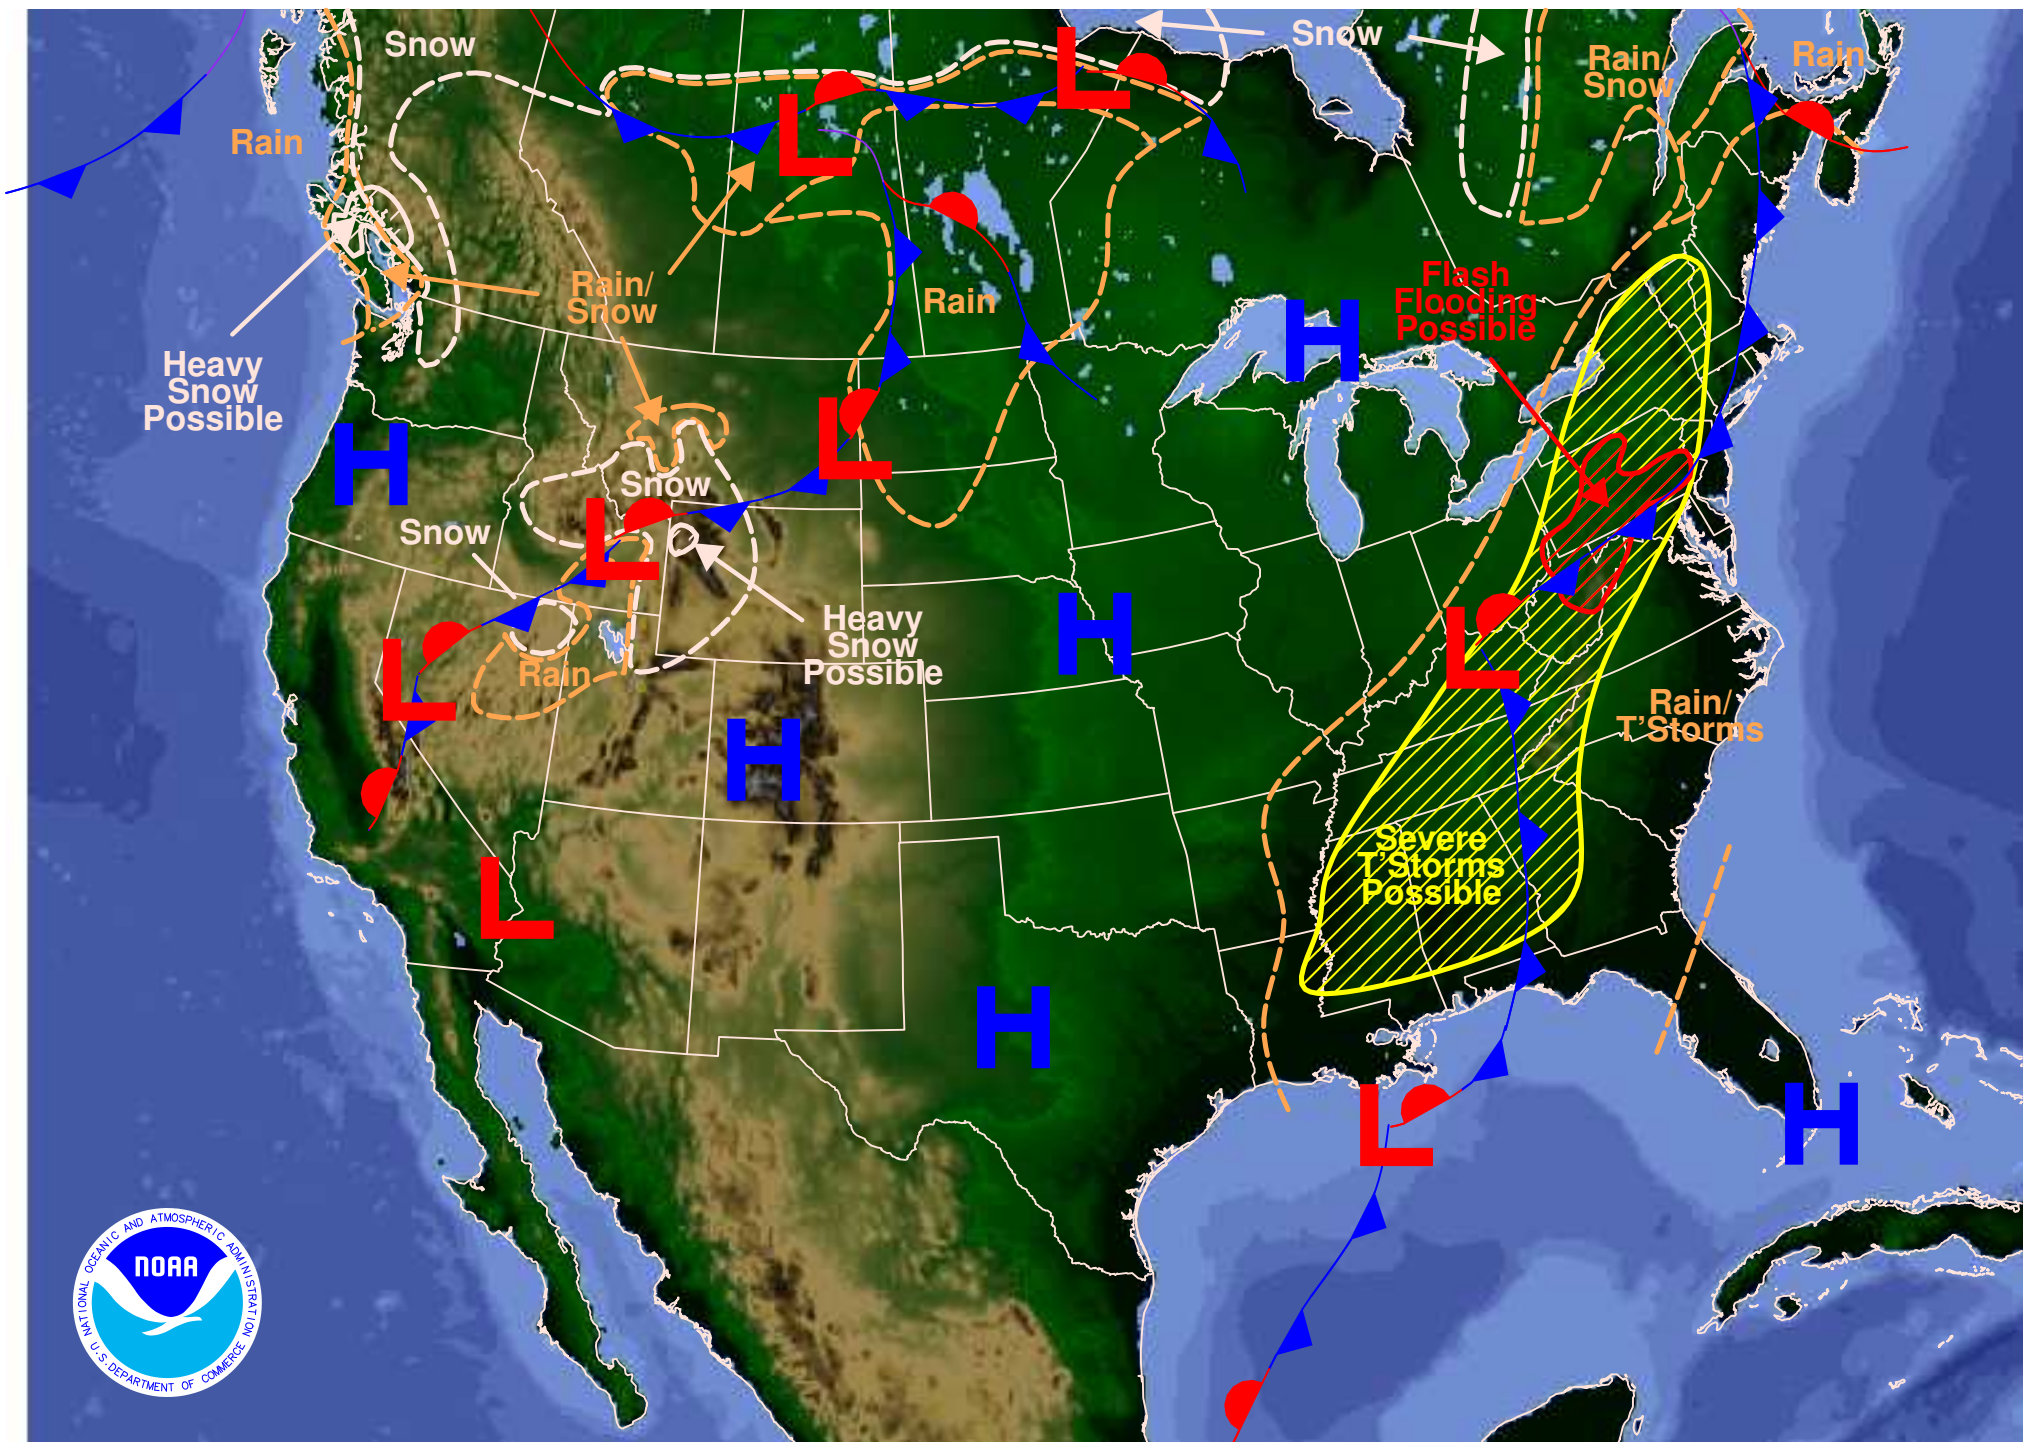 Snow
Snow
Rain/
Snow
Rain
Rain
L
L
Rain/
Snow
Rain
Flash
Flooding
Possible
H
Heavy
Snow
Possible
H
L
Snow
Snow
L
Heavy
Snow
Possible
H
L
L
Rain
Rain/
T'Storms
H
Severe
T'Storms
Possible
L
H
L
H
NATIONAL OCEANIC AND ATMOSPHERIC ADMINISTRATION
NOAA
U.S. DEPARTMENT OF COMMERCE